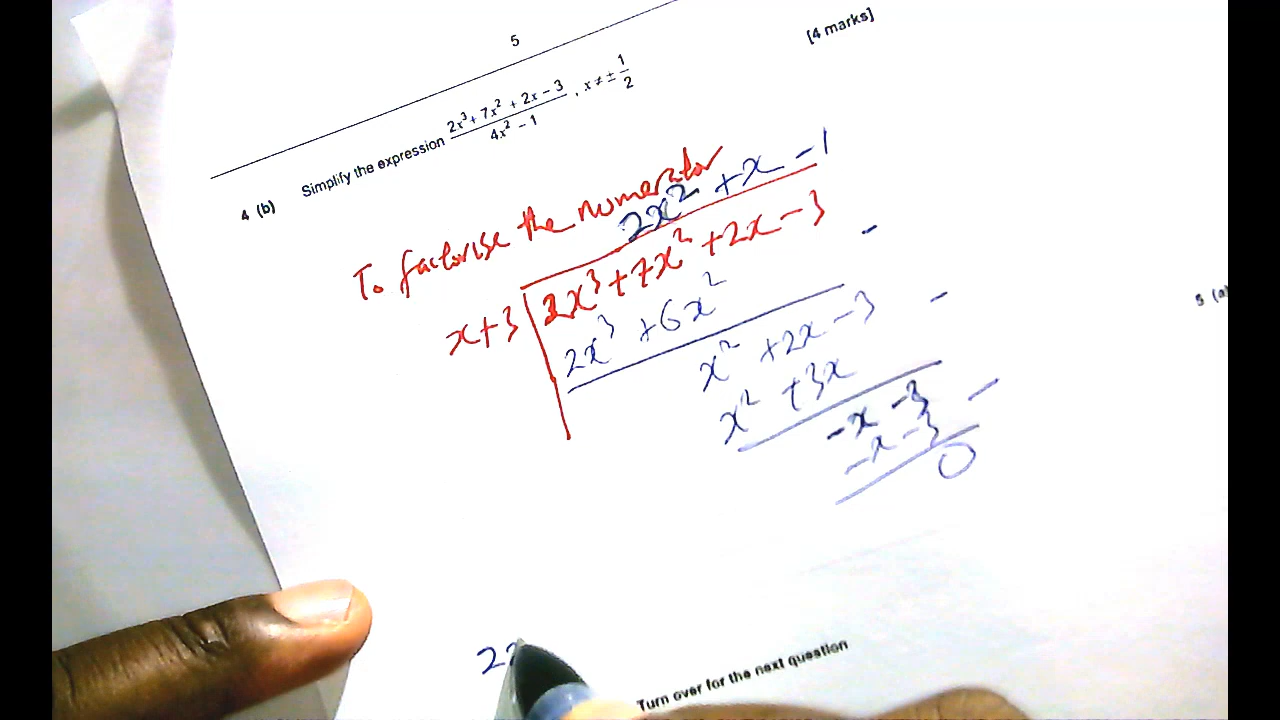 5
[4 marks]
4 (b) Simplify the expression (2x³ + 7x² + 2x − 3)/(4x² − 1) , x ≠ ± 1/2
To factorise the numerator
2x² + x − 1
x+3 2x³ + 7x² + 2x − 3
2x³ + 6x² −
x² + 2x − 3
x² + 3x −
−x −3
−x −3 −
0
5 (a)
2
Turn over for the next question